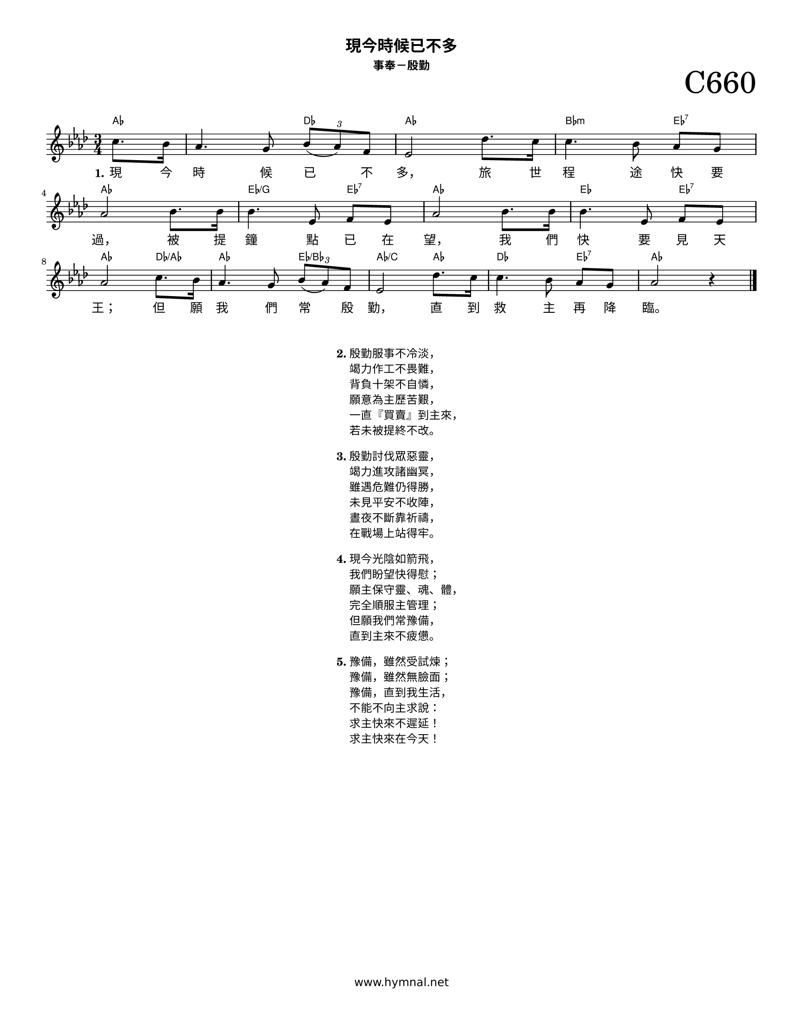 現今時候已不多
事奉－殷勤
C660
A♭ D♭ A♭ B♭m E♭7
3
3 4
1. 現 今 時 候 已 不 多， 旅 世 程 途 快 要
4 A♭ E♭/G E♭7 A♭ E♭ E♭7
過， 被 提 鐘 點 已 在 望， 我 們 快 要 見 天
8 A♭ D♭/A♭ A♭ E♭/B♭ 3 A♭/C A♭ D♭ E♭7 A♭
王； 但 願 我 們 常 殷 勤， 直 到 救 主 再 降 臨。
2. 殷勤服事不冷淡，
竭力作工不畏難，
背負十架不自憐，
願意為主歷苦艱，
一直『買賣』到主來，
若未被提終不改。
3. 殷勤討伐眾惡靈，
竭力進攻諸幽冥，
雖遇危難仍得勝，
未見平安不收陣，
晝夜不斷靠祈禱，
在戰場上站得牢。
4. 現今光陰如箭飛，
我們盼望快得慰；
願主保守靈、魂、體，
完全順服主管理；
但願我們常豫備，
直到主來不疲憊。
5. 豫備，雖然受試煉；
豫備，雖然無臉面；
豫備，直到我生活，
不能不向主求說：
求主快來不遲延！
求主快來在今天！
www.hymnal.net